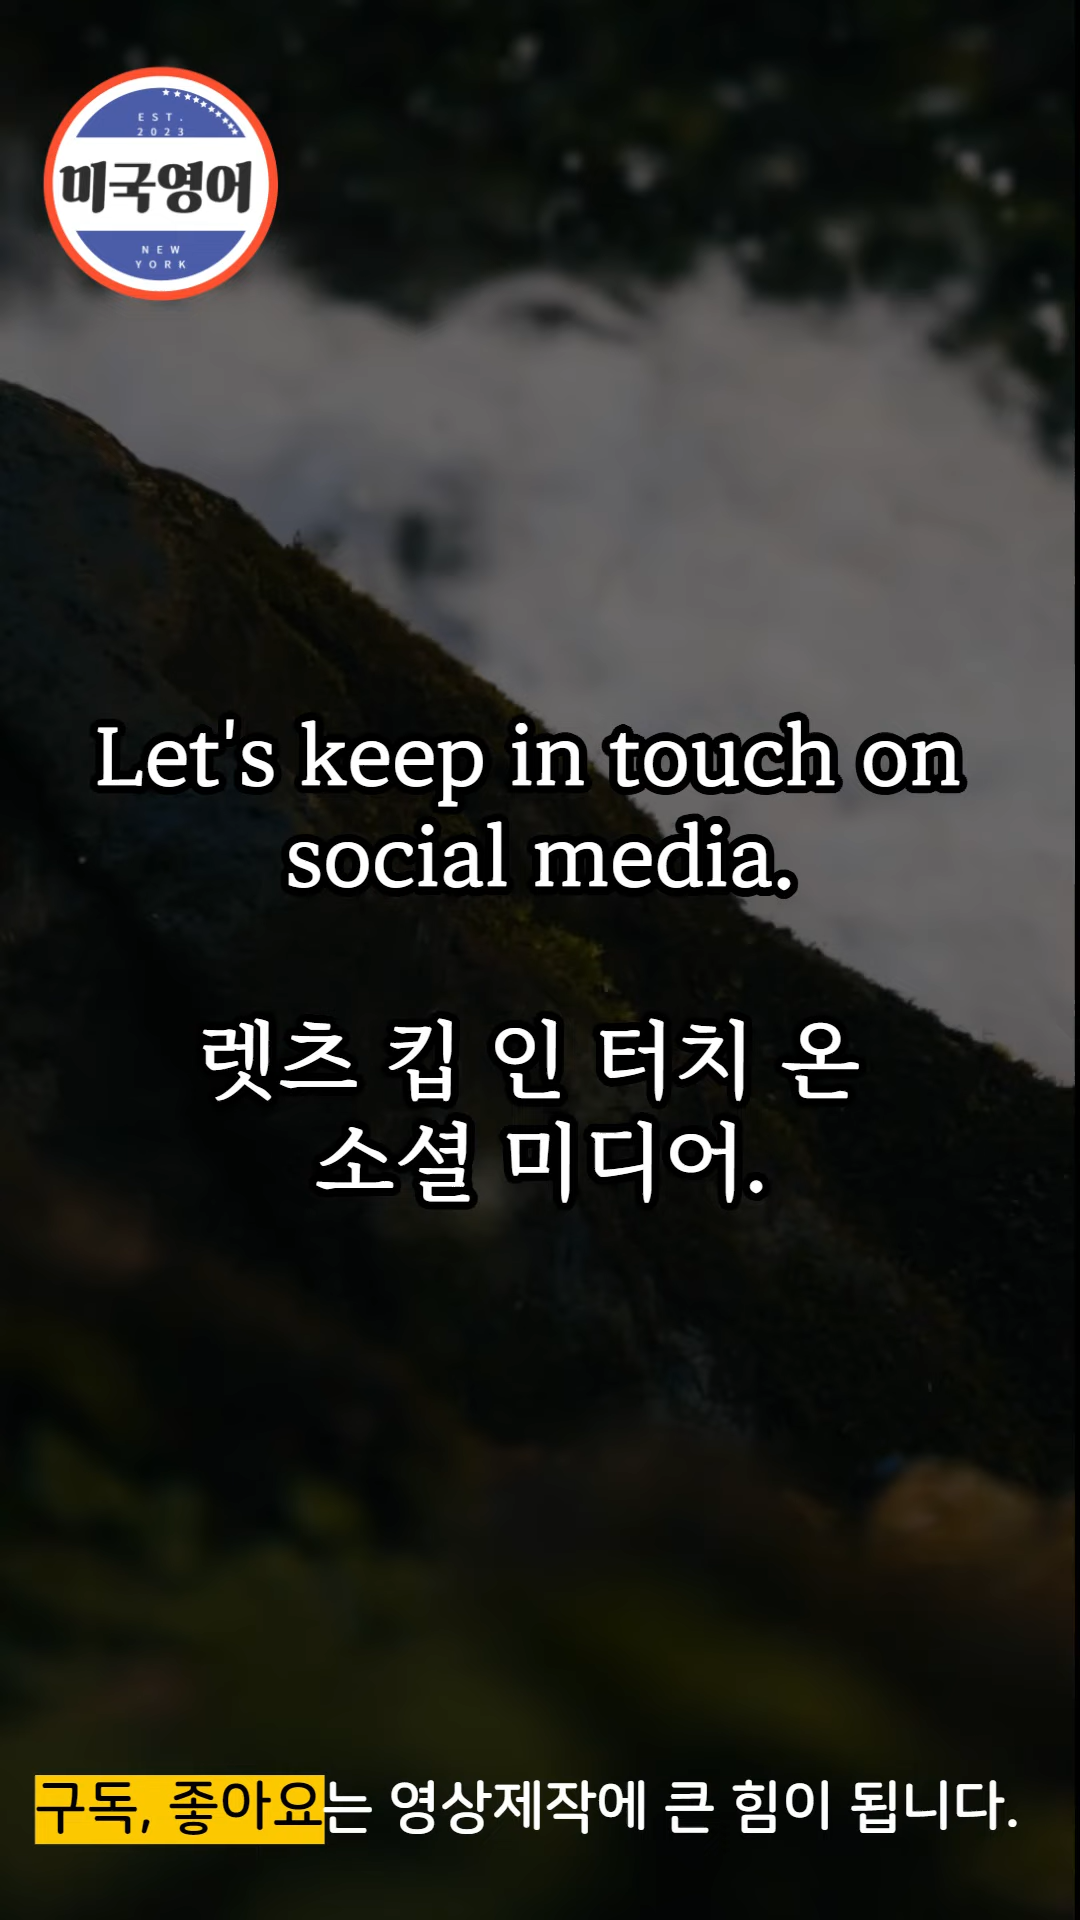 EST.
2023
미국영어
NEW
YORK
Let's keep in touch on
social media.
렛츠 킵 인 터치 온
소셜 미디어.
구독, 좋아요는 영상제작에 큰 힘이 됩니다.